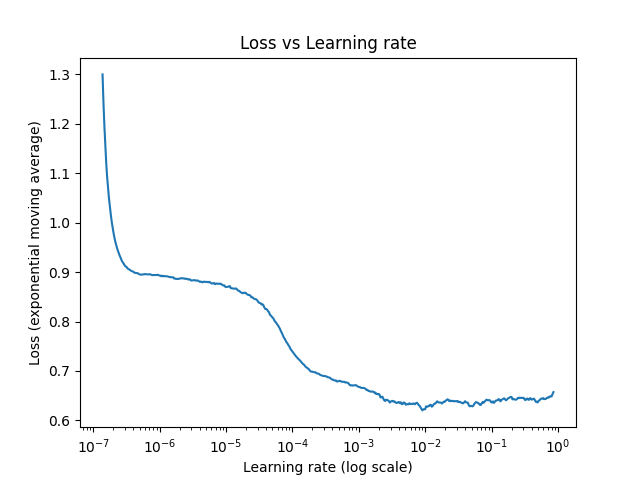 Loss vs Learning rate
Loss (exponential moving average)
1.3
1.2
1.1
1.0
0.9
0.8
0.7
0.6
10⁻⁷ 10⁻⁶ 10⁻⁵ 10⁻⁴ 10⁻³ 10⁻² 10⁻¹ 10⁰
Learning rate (log scale)